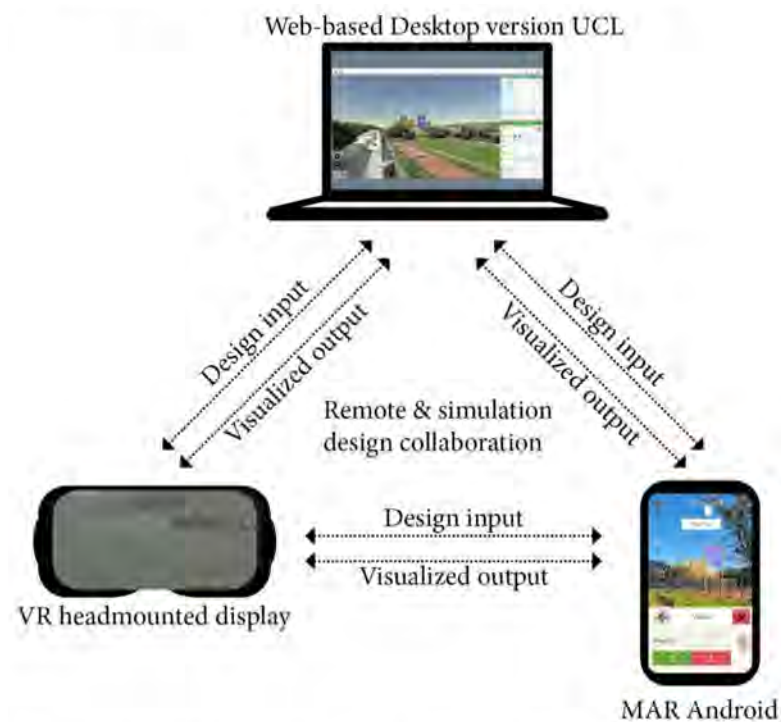 Web-based Desktop version UCL
Design input
Visualized output
Design input
Visualized output
Remote & simulation
design collaboration
Design input
Visualized output
VR headmounted display
MAR Android